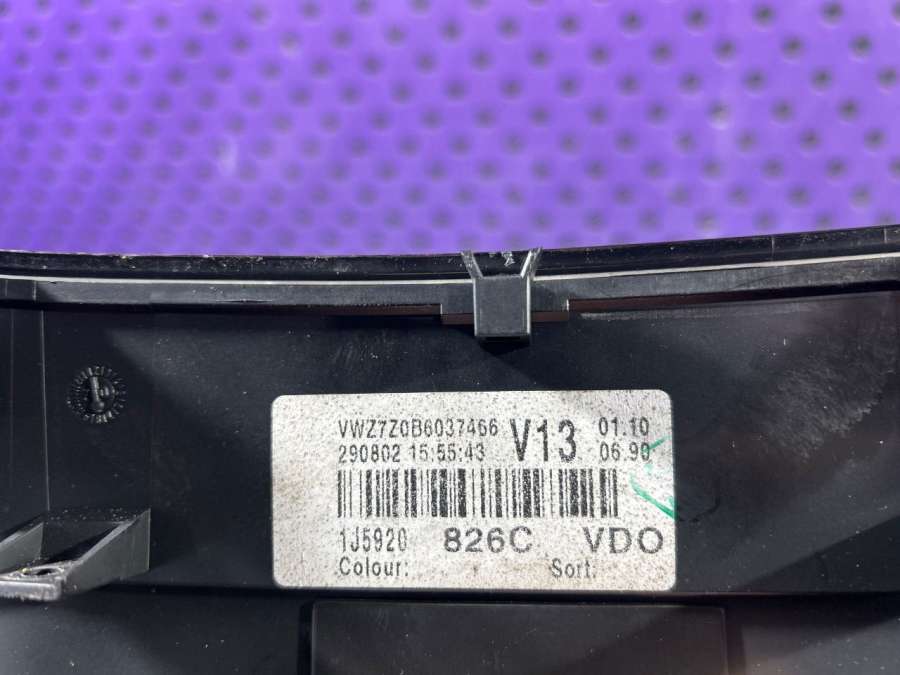 VWZ7Z0B6037466 V13 01.10
290802 15:55:43 06.90
1J5920 826C VDO
Colour: Sort: